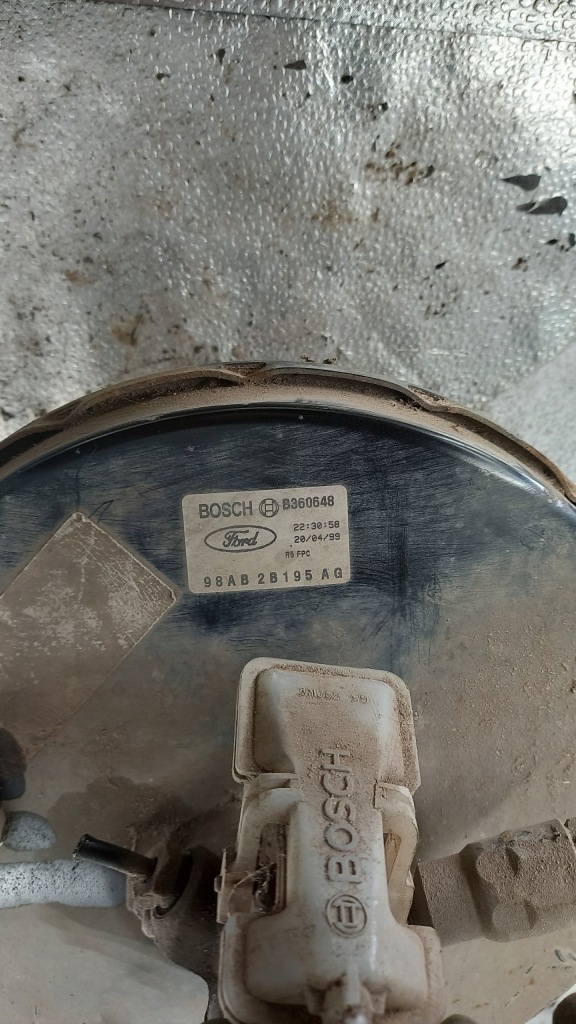 BOSCH B360648
Ford
22:30:58
20/04/99
R5 FPC
98AB 2B195 AG
BOSCH